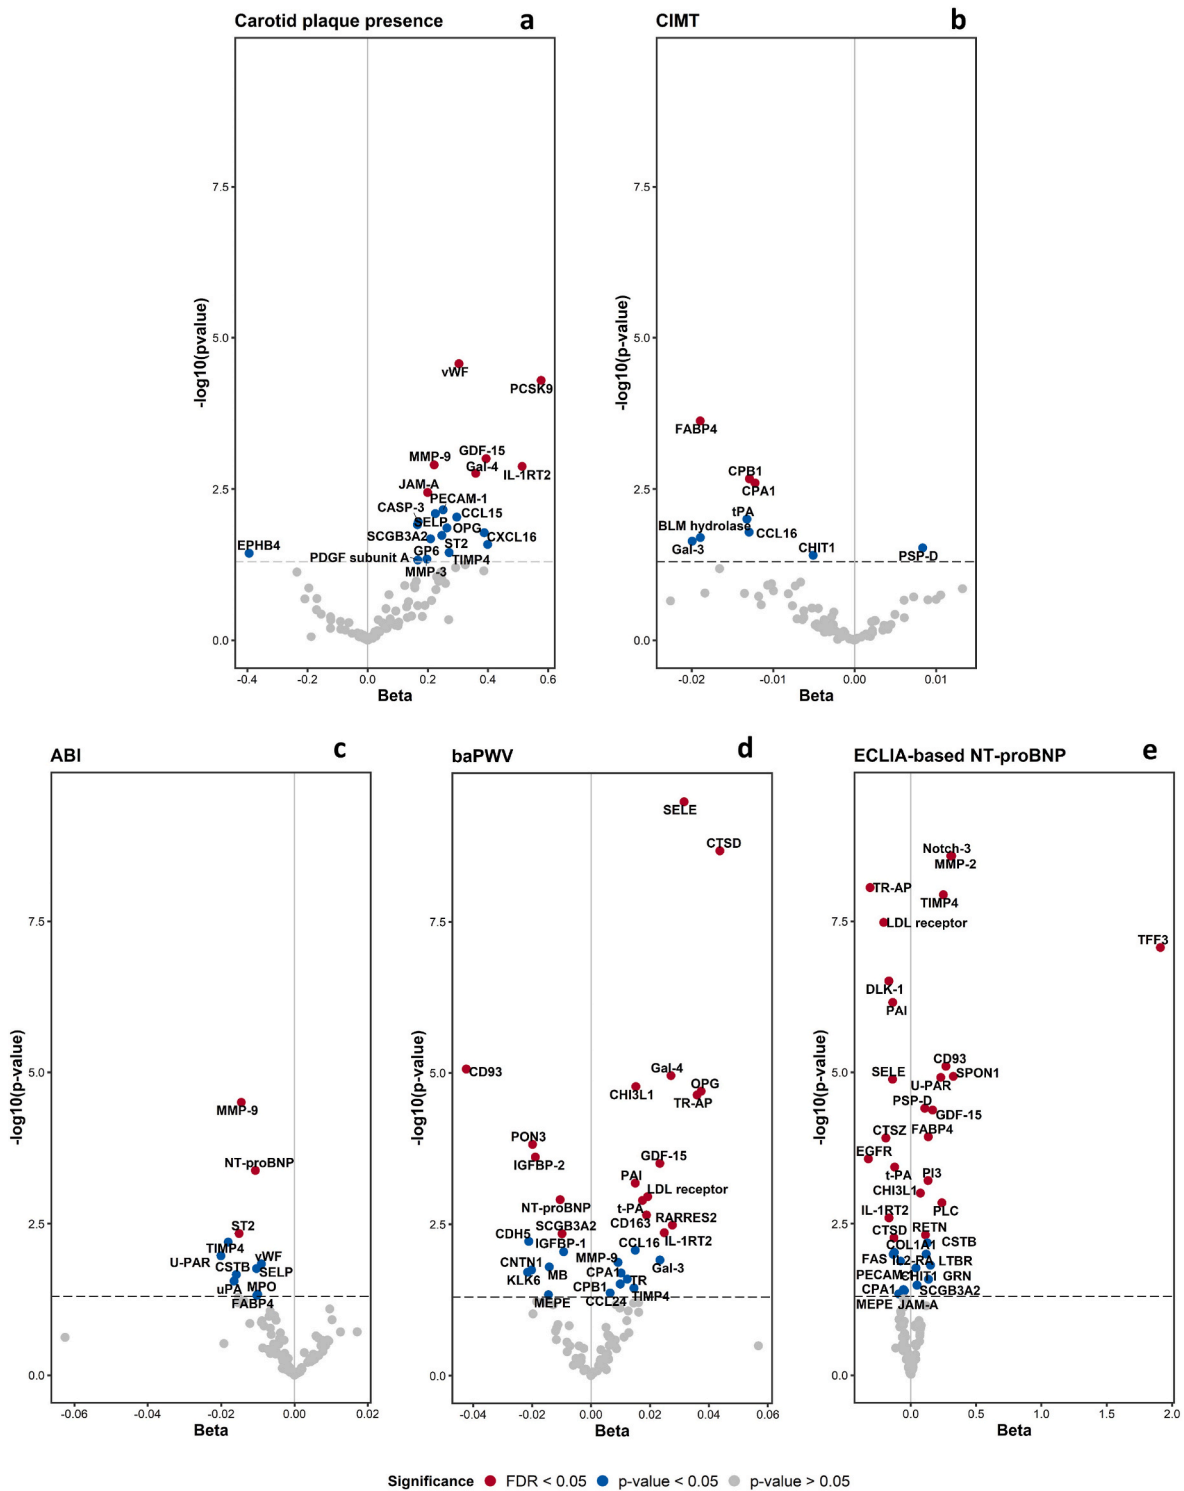 Carotid plaque presence
a
-log10(pvalue)
7.5
5.0
2.5
0.0
vWF
PCSK9
GDF-15
MMP-9
Gal-4
IL-1RT2
JAM-A
PECAM-1
CASP-3
CCL15
SELP
OPG
SCGB3A2
CXCL16
ST2
EPHB4
GP6
PDGF subunit A
TIMP4
MMP-3
-0.4
-0.2
0.0
0.2
0.4
0.6
Beta
CIMT
b
-log10(p-value)
7.5
5.0
2.5
0.0
FABP4
CPB1
CPA1
tPA
BLM hydrolase
CCL16
Gal-3
CHIT1
PSP-D
-0.02
-0.01
0.00
0.01
Beta
ABI
c
-log10(p-value)
7.5
5.0
2.5
0.0
MMP-9
NT-proBNP
ST2
TIMP4
vWF
U-PAR
CSTB
SELP
uPA
MPO
FABP4
-0.06
-0.04
-0.02
0.00
0.02
Beta
baPWV
d
-log10(p-value)
7.5
5.0
2.5
0.0
SELE
CTSD
CD93
Gal-4
OPG
CHI3L1
TR-AP
PON3
GDF-15
IGFBP-2
PAI
LDL receptor
NT-proBNP
t-PA
RARRES2
SCGB3A2
CD163
CDH5
IGFBP-1
CCL16
IL-1RT2
MMP-9
CNTN1
Gal-3
MB
CPA1
KLK6
TR
CPB1
TIMP4
MEPE
CCL24
-0.04
-0.02
0.00
0.02
0.04
0.06
Beta
ECLIA-based NT-proBNP
e
-log10(p-value)
7.5
5.0
2.5
0.0
Notch-3
MMP-2
TR-AP
TIMP4
LDL receptor
TFF3
DLK-1
PAI
CD93
SELE
SPON1
U-PAR
PSP-D
GDF-15
CTSZ
FABP4
EGFR
t-PA
PI3
CHI3L1
PLC
IL-1RT2
RETN
CTSD
CSTB
COL1A1
FAS
IL2-RA
LTBR
PECAM-1
CHIT1
GRN
CPA1
SCGB3A2
MEPE
JAM-A
0.0
0.5
1.0
1.5
2.0
Beta
Significance
FDR < 0.05
p-value < 0.05
p-value > 0.05